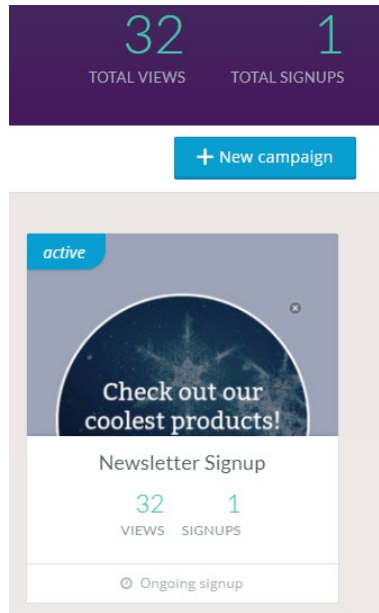 32 1
TOTAL VIEWS TOTAL SIGNUPS
+ New campaign
active
Check out our
coolest products!
Newsletter Signup
32 1
VIEWS SIGNUPS
Ongoing signup